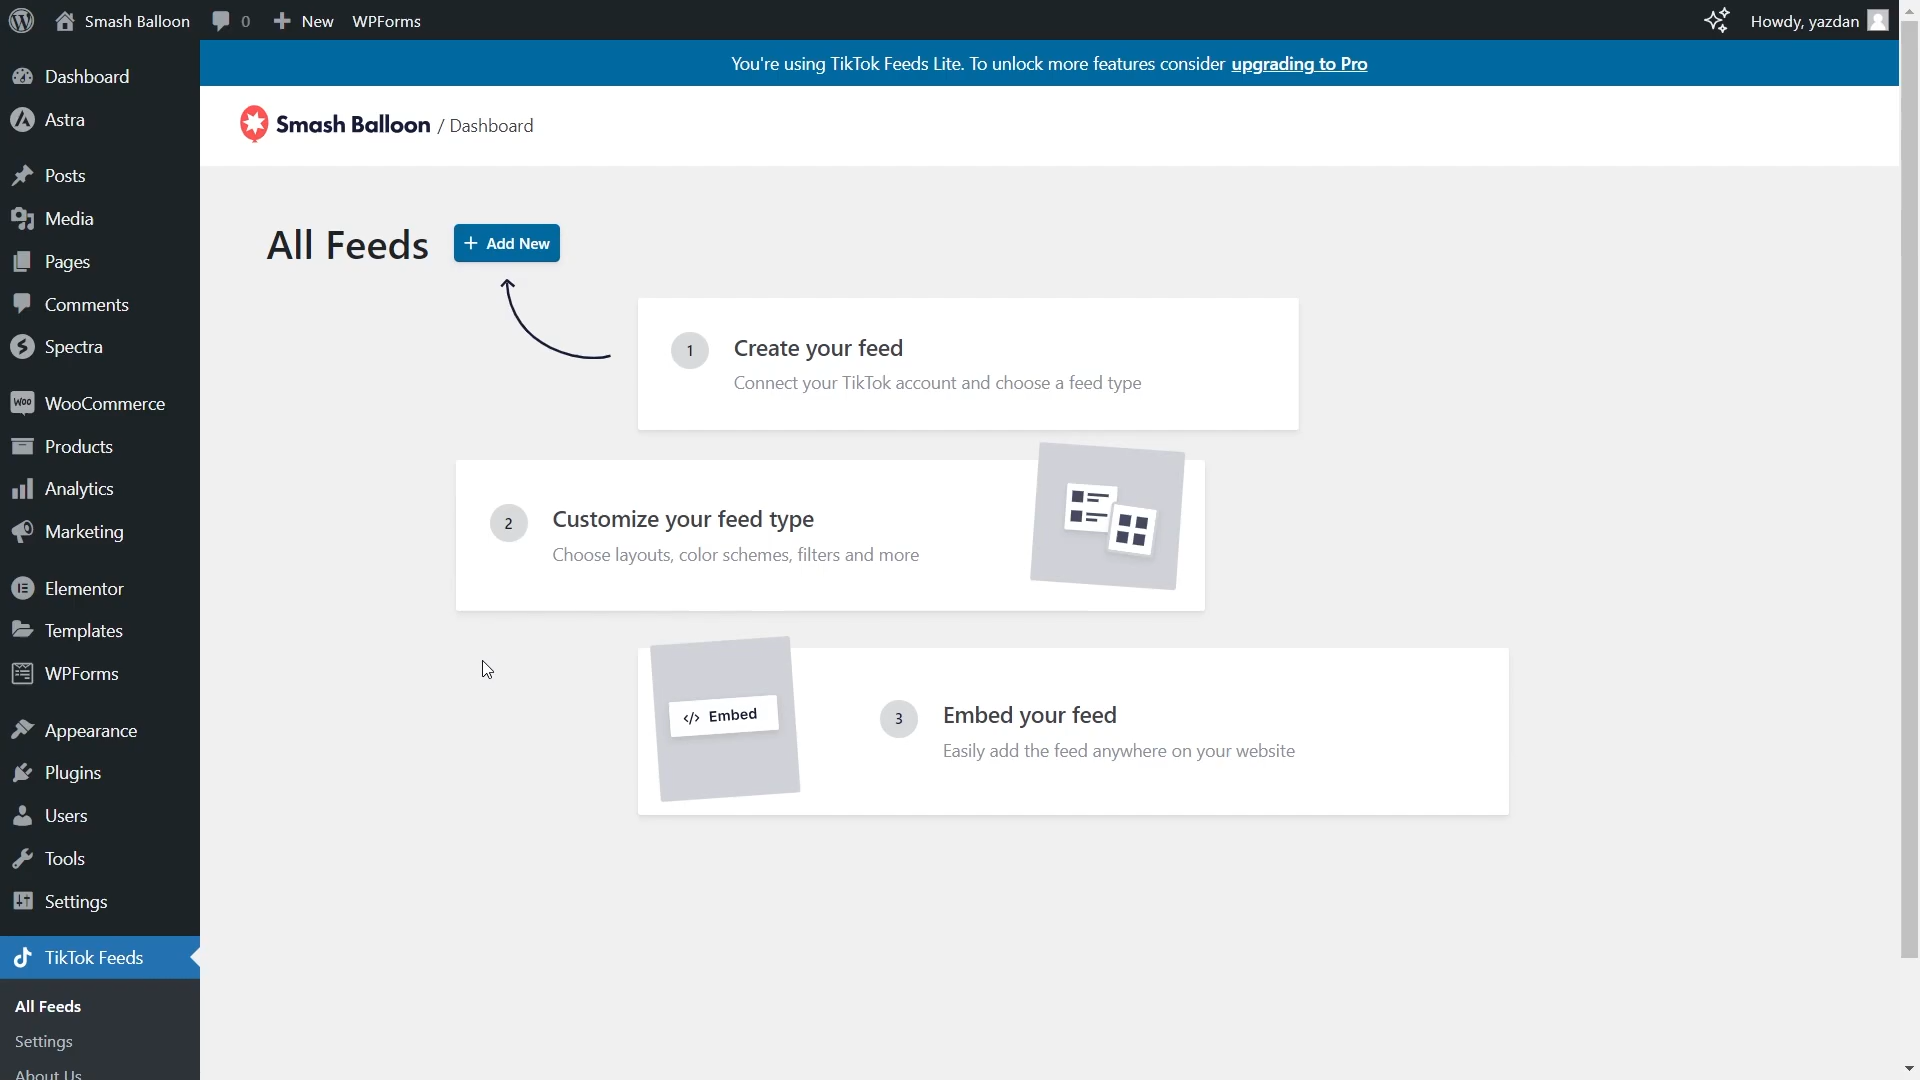 Smash Balloon 0 New WPForms Howdy, yazdan
You're using TikTok Feeds Lite. To unlock more features consider upgrading to Pro
Smash Balloon / Dashboard
Dashboard
Astra
Posts
Media
Pages
Comments
Spectra
WooCommerce
Products
Analytics
Marketing
Elementor
Templates
WPForms
Appearance
Plugins
Users
Tools
Settings
TikTok Feeds
All Feeds
Settings
About Us
All Feeds + Add New
1 Create your feed
Connect your TikTok account and choose a feed type
2 Customize your feed type
Choose layouts, color schemes, filters and more
</> Embed
3 Embed your feed
Easily add the feed anywhere on your website